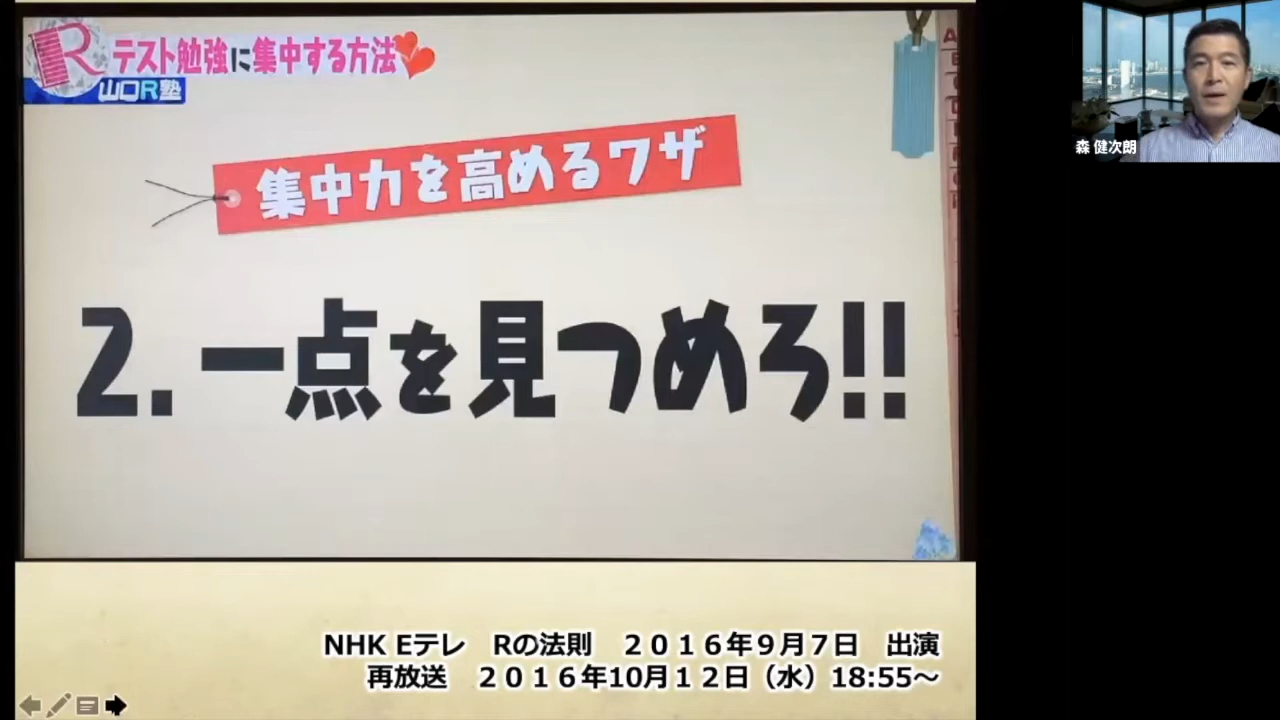 R テスト勉強に集中する方法
山口R塾
集中力を高めるワザ
2.一点を見つめろ!!
NHK Eテレ　Rの法則　２０１６年９月７日　出演
再放送　２０１６年10月１２日（水）18:55～
森 健次朗